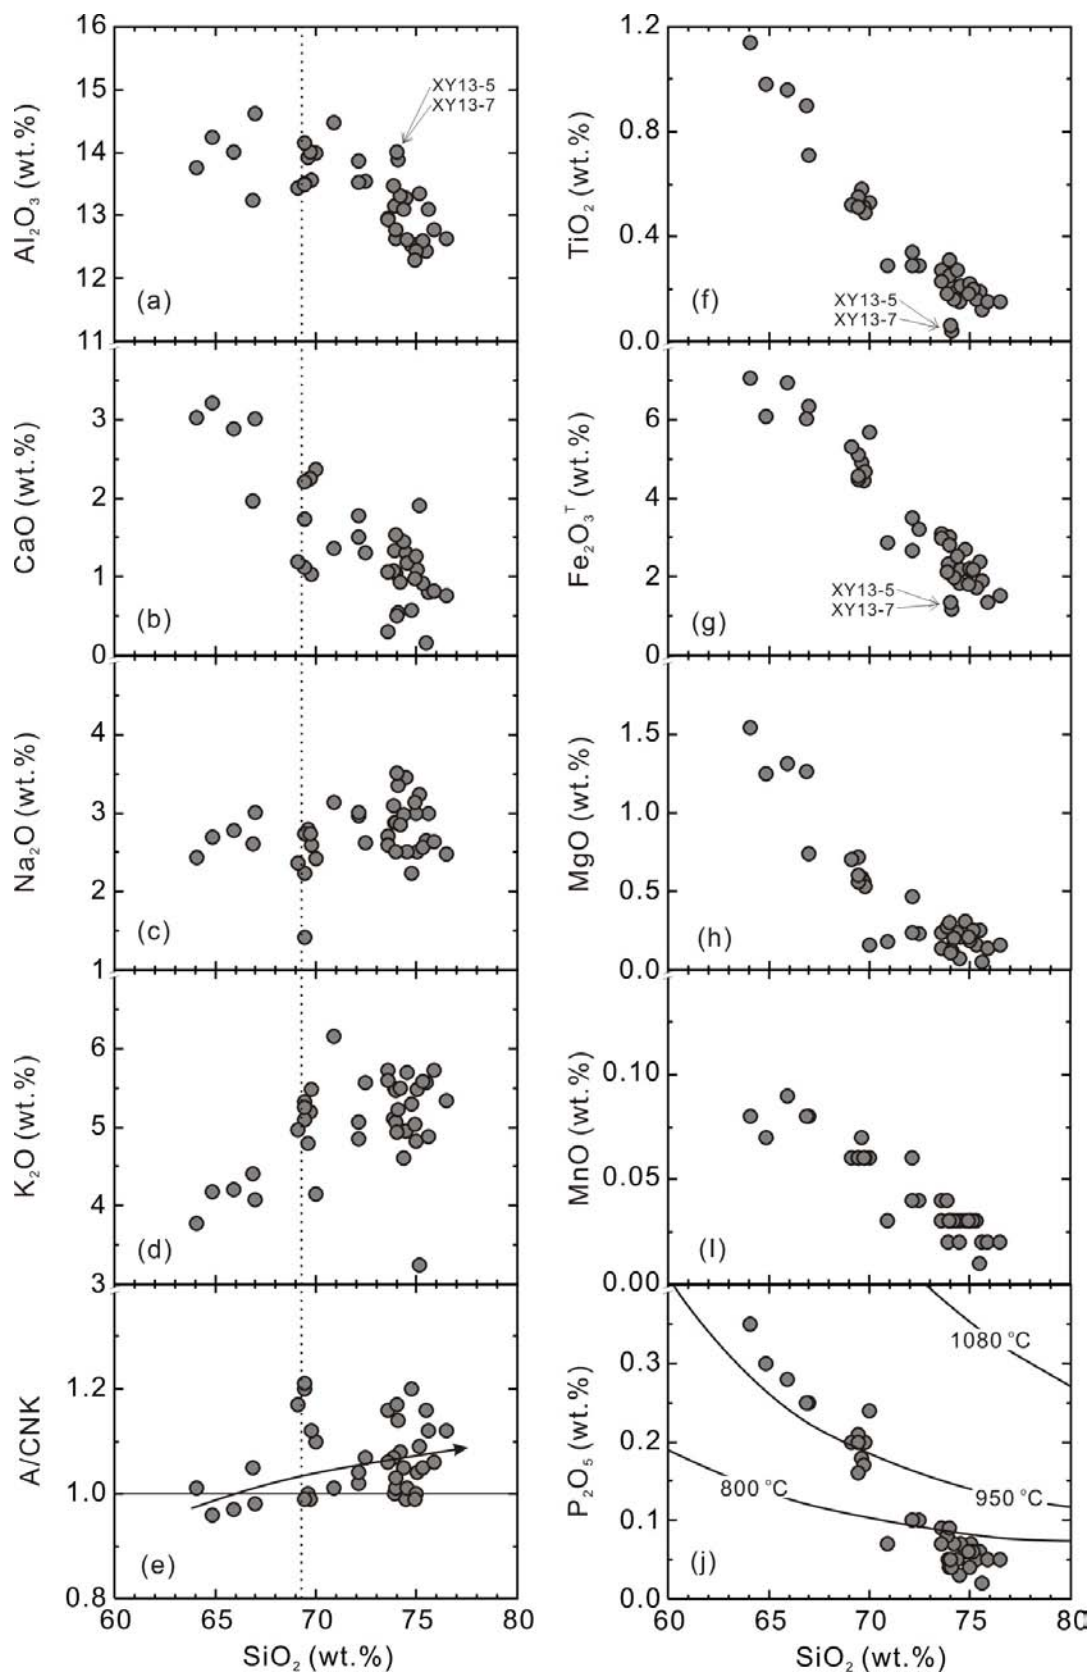 Al₂O₃ (wt.%)
16
15
14
13
12
11
XY13-5
XY13-7
(a)
CaO (wt.%)
3
2
1
0
(b)
Na₂O (wt.%)
4
3
2
1
(c)
K₂O (wt.%)
6
5
4
3
(d)
A/CNK
1.2
1.0
0.8
(e)
60
65
70
75
80
SiO₂ (wt.%)
TiO₂ (wt.%)
1.2
0.8
0.4
0.0
XY13-5
XY13-7
(f)
Fe₂O₃ᵀ (wt.%)
6
4
2
0
XY13-5
XY13-7
(g)
MgO (wt.%)
1.5
1.0
0.5
0.0
(h)
MnO (wt.%)
0.10
0.05
0.00
(I)
P₂O₅ (wt.%)
0.3
0.2
0.1
0.0
1080 °C
950 °C
800 °C
(j)
60
65
70
75
80
SiO₂ (wt.%)